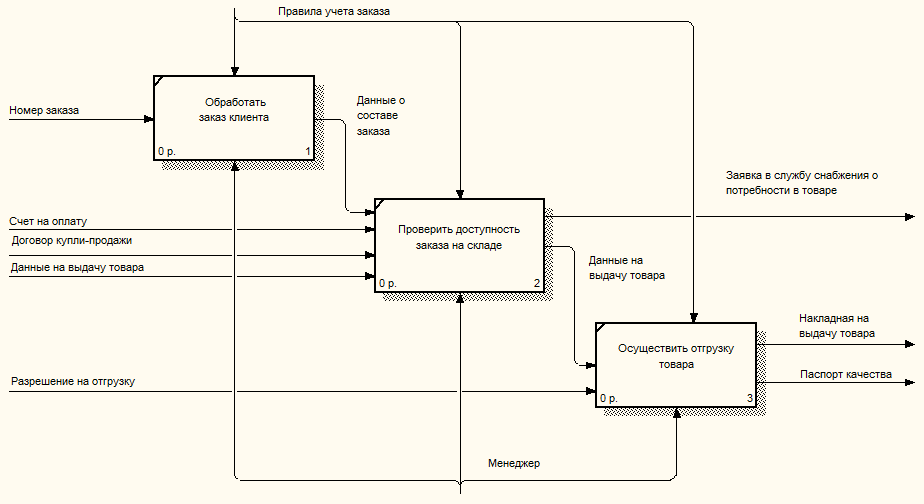 Правила учета заказа
Обработать
заказ клиента
0 р.
1
Номер заказа
Данные о
составе
заказа
Заявка в службу снабжения о
потребности в товаре
Счет на оплату
Договор купли-продажи
Данные на выдачу товара
Проверить доступность
заказа на складе
0 р.
2
Данные на
выдачу товара
Накладная на
выдачу товара
Осуществить отгрузку
товара
0 р.
3
Паспорт качества
Разрешение на отгрузку
Менеджер